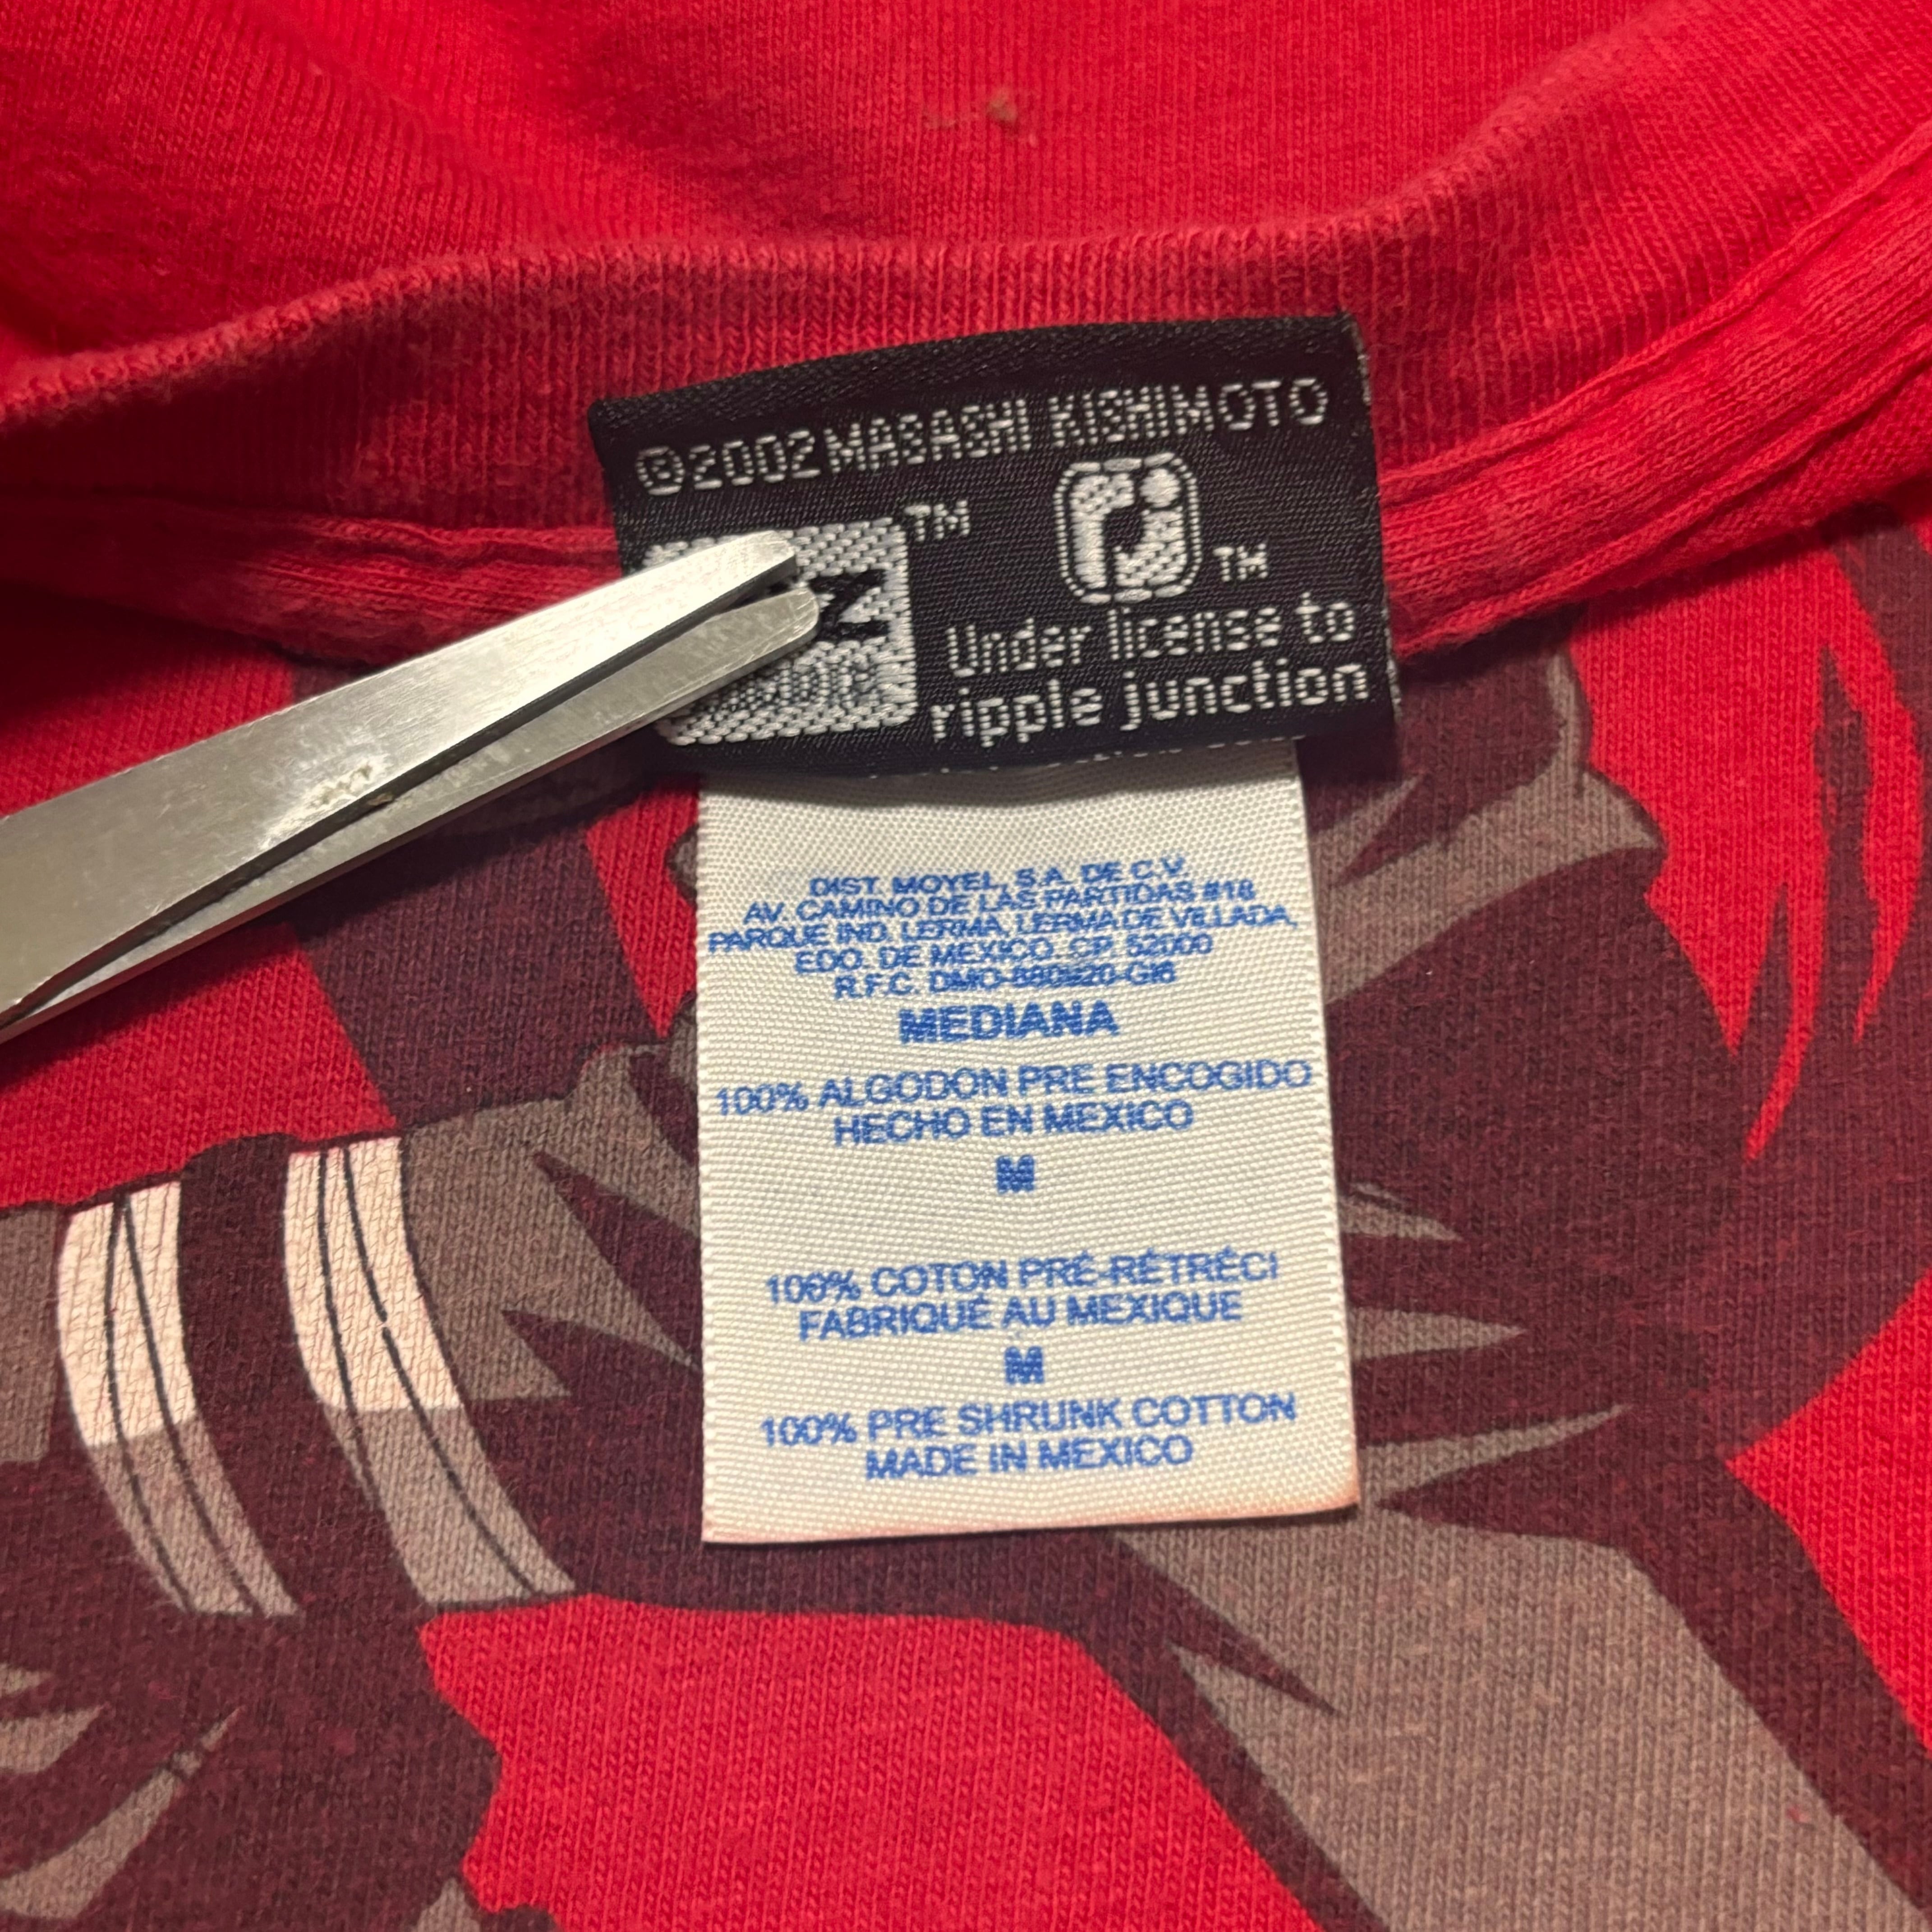 ©2002 MASASHI KISHIMOTO
TM
rj TM
Under license to
ripple junction
DIST. MOYEL, S.A. DE C.V.
AV. CAMINO DE LAS PARTIDAS #18
PARQUE IND. LERMA, LERMA DE VILLADA,
EDO. DE MEXICO. CP. 52000
R.F.C.
MEDIANA
100% ALGODON PRE ENCOGIDO
HECHO EN MEXICO
M
100% COTON PRÉ-RÉTRÉCI
FABRIQUÉ AU MEXIQUE
M
100% PRE SHRUNK COTTON
MADE IN MEXICO